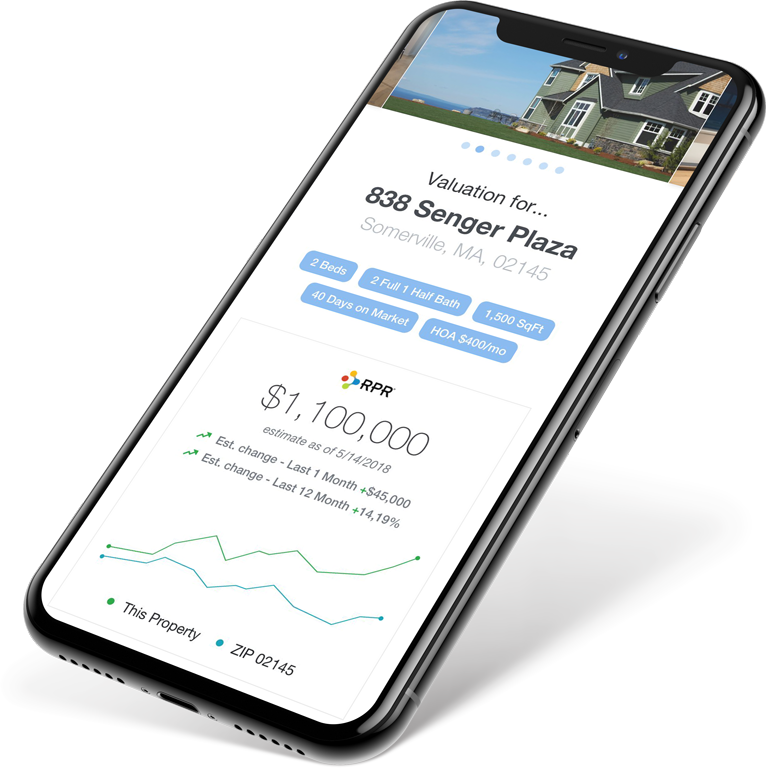 Valuation for...
838 Senger Plaza
Somerville, MA, 02145
2 Beds
2 Full 1 Half Bath
1,500 SqFt
40 Days on Market
HOA $400/mo
RPR
$1,100,000
estimate as of 5/14/2018
Est. change - Last 1 Month +$45,000
Est. change - Last 12 Month +14,19%
This Property
ZIP 02145